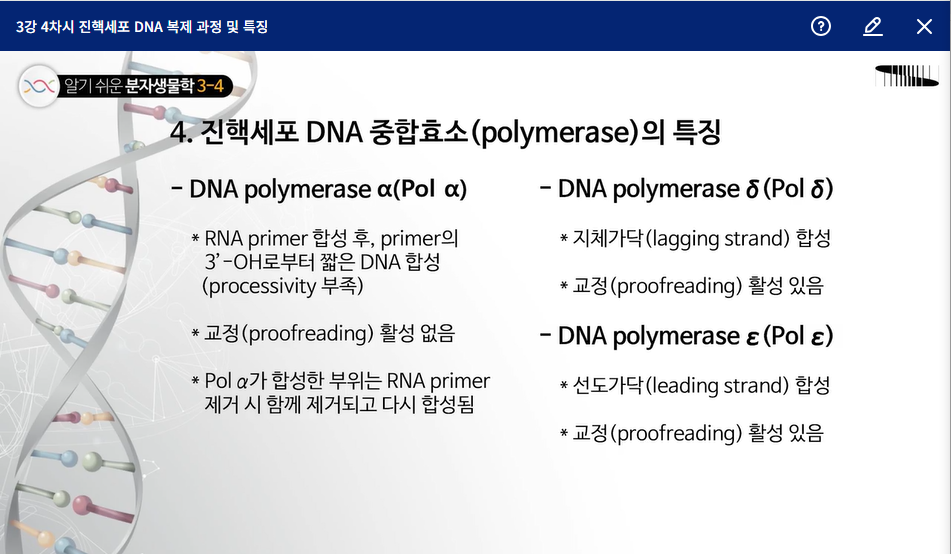 3강 4차시 진핵세포 DNA 복제 과정 및 특징
알기 쉬운 분자생물학 3-4
4. 진핵세포 DNA 중합효소(polymerase)의 특징
- DNA polymerase α(Pol α)
* RNA primer 합성 후, primer의
3’-OH로부터 짧은 DNA 합성
(processivity 부족)
* 교정(proofreading) 활성 없음
* Pol α가 합성한 부위는 RNA primer
제거 시 함께 제거되고 다시 합성됨
- DNA polymerase δ(Pol δ)
* 지체가닥(lagging strand) 합성
* 교정(proofreading) 활성 있음
- DNA polymerase ε(Pol ε)
* 선도가닥(leading strand) 합성
* 교정(proofreading) 활성 있음